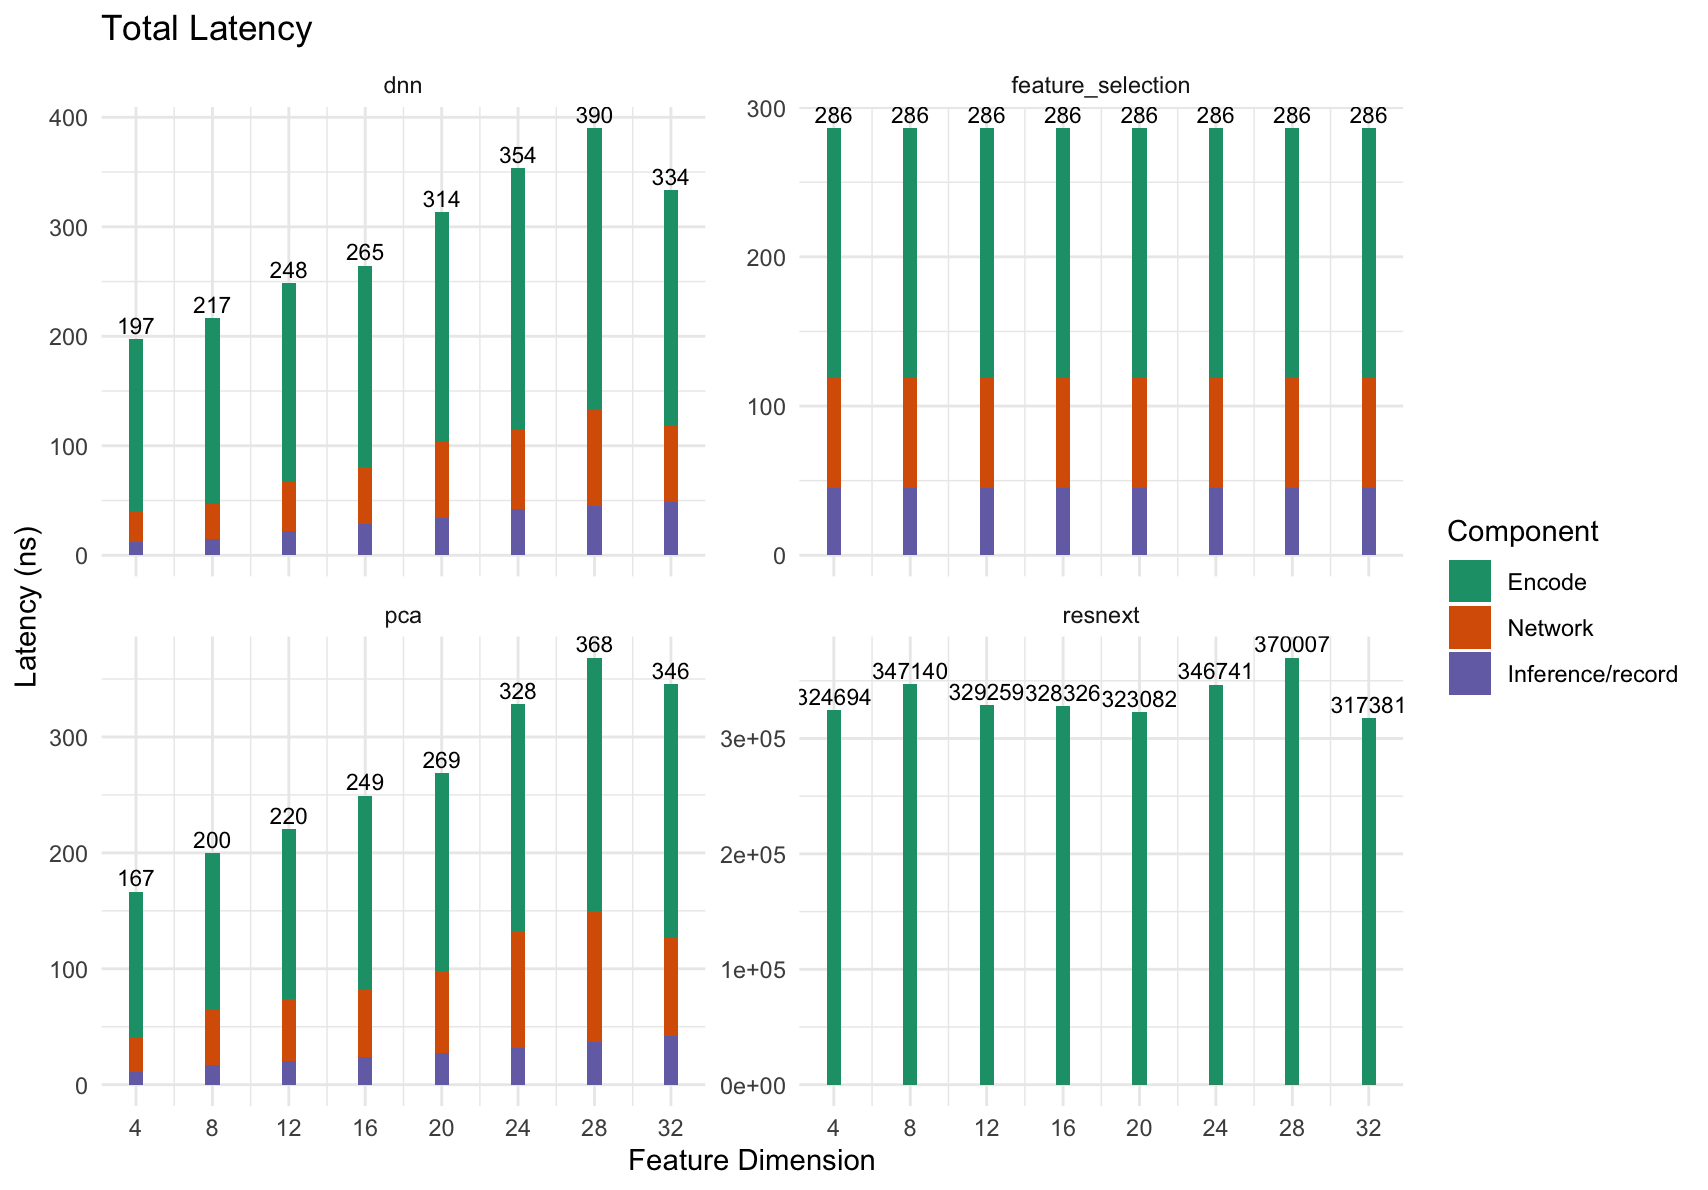 Total Latency
dnn
feature_selection
400
300
200
100
0
197
217
248
265
314
354
390
334
300
200
100
0
286 286 286 286 286 286 286 286
Latency (ns)
Component
Encode
Network
Inference/record
pca
resnext
300
200
100
0
167
200
220
249
269
328
368
346
3e+05
2e+05
1e+05
0e+00
324694
347140
329259
328326
323082
346741
370007
317381
4 8 12 16 20 24 28 32
4 8 12 16 20 24 28 32
Feature Dimension